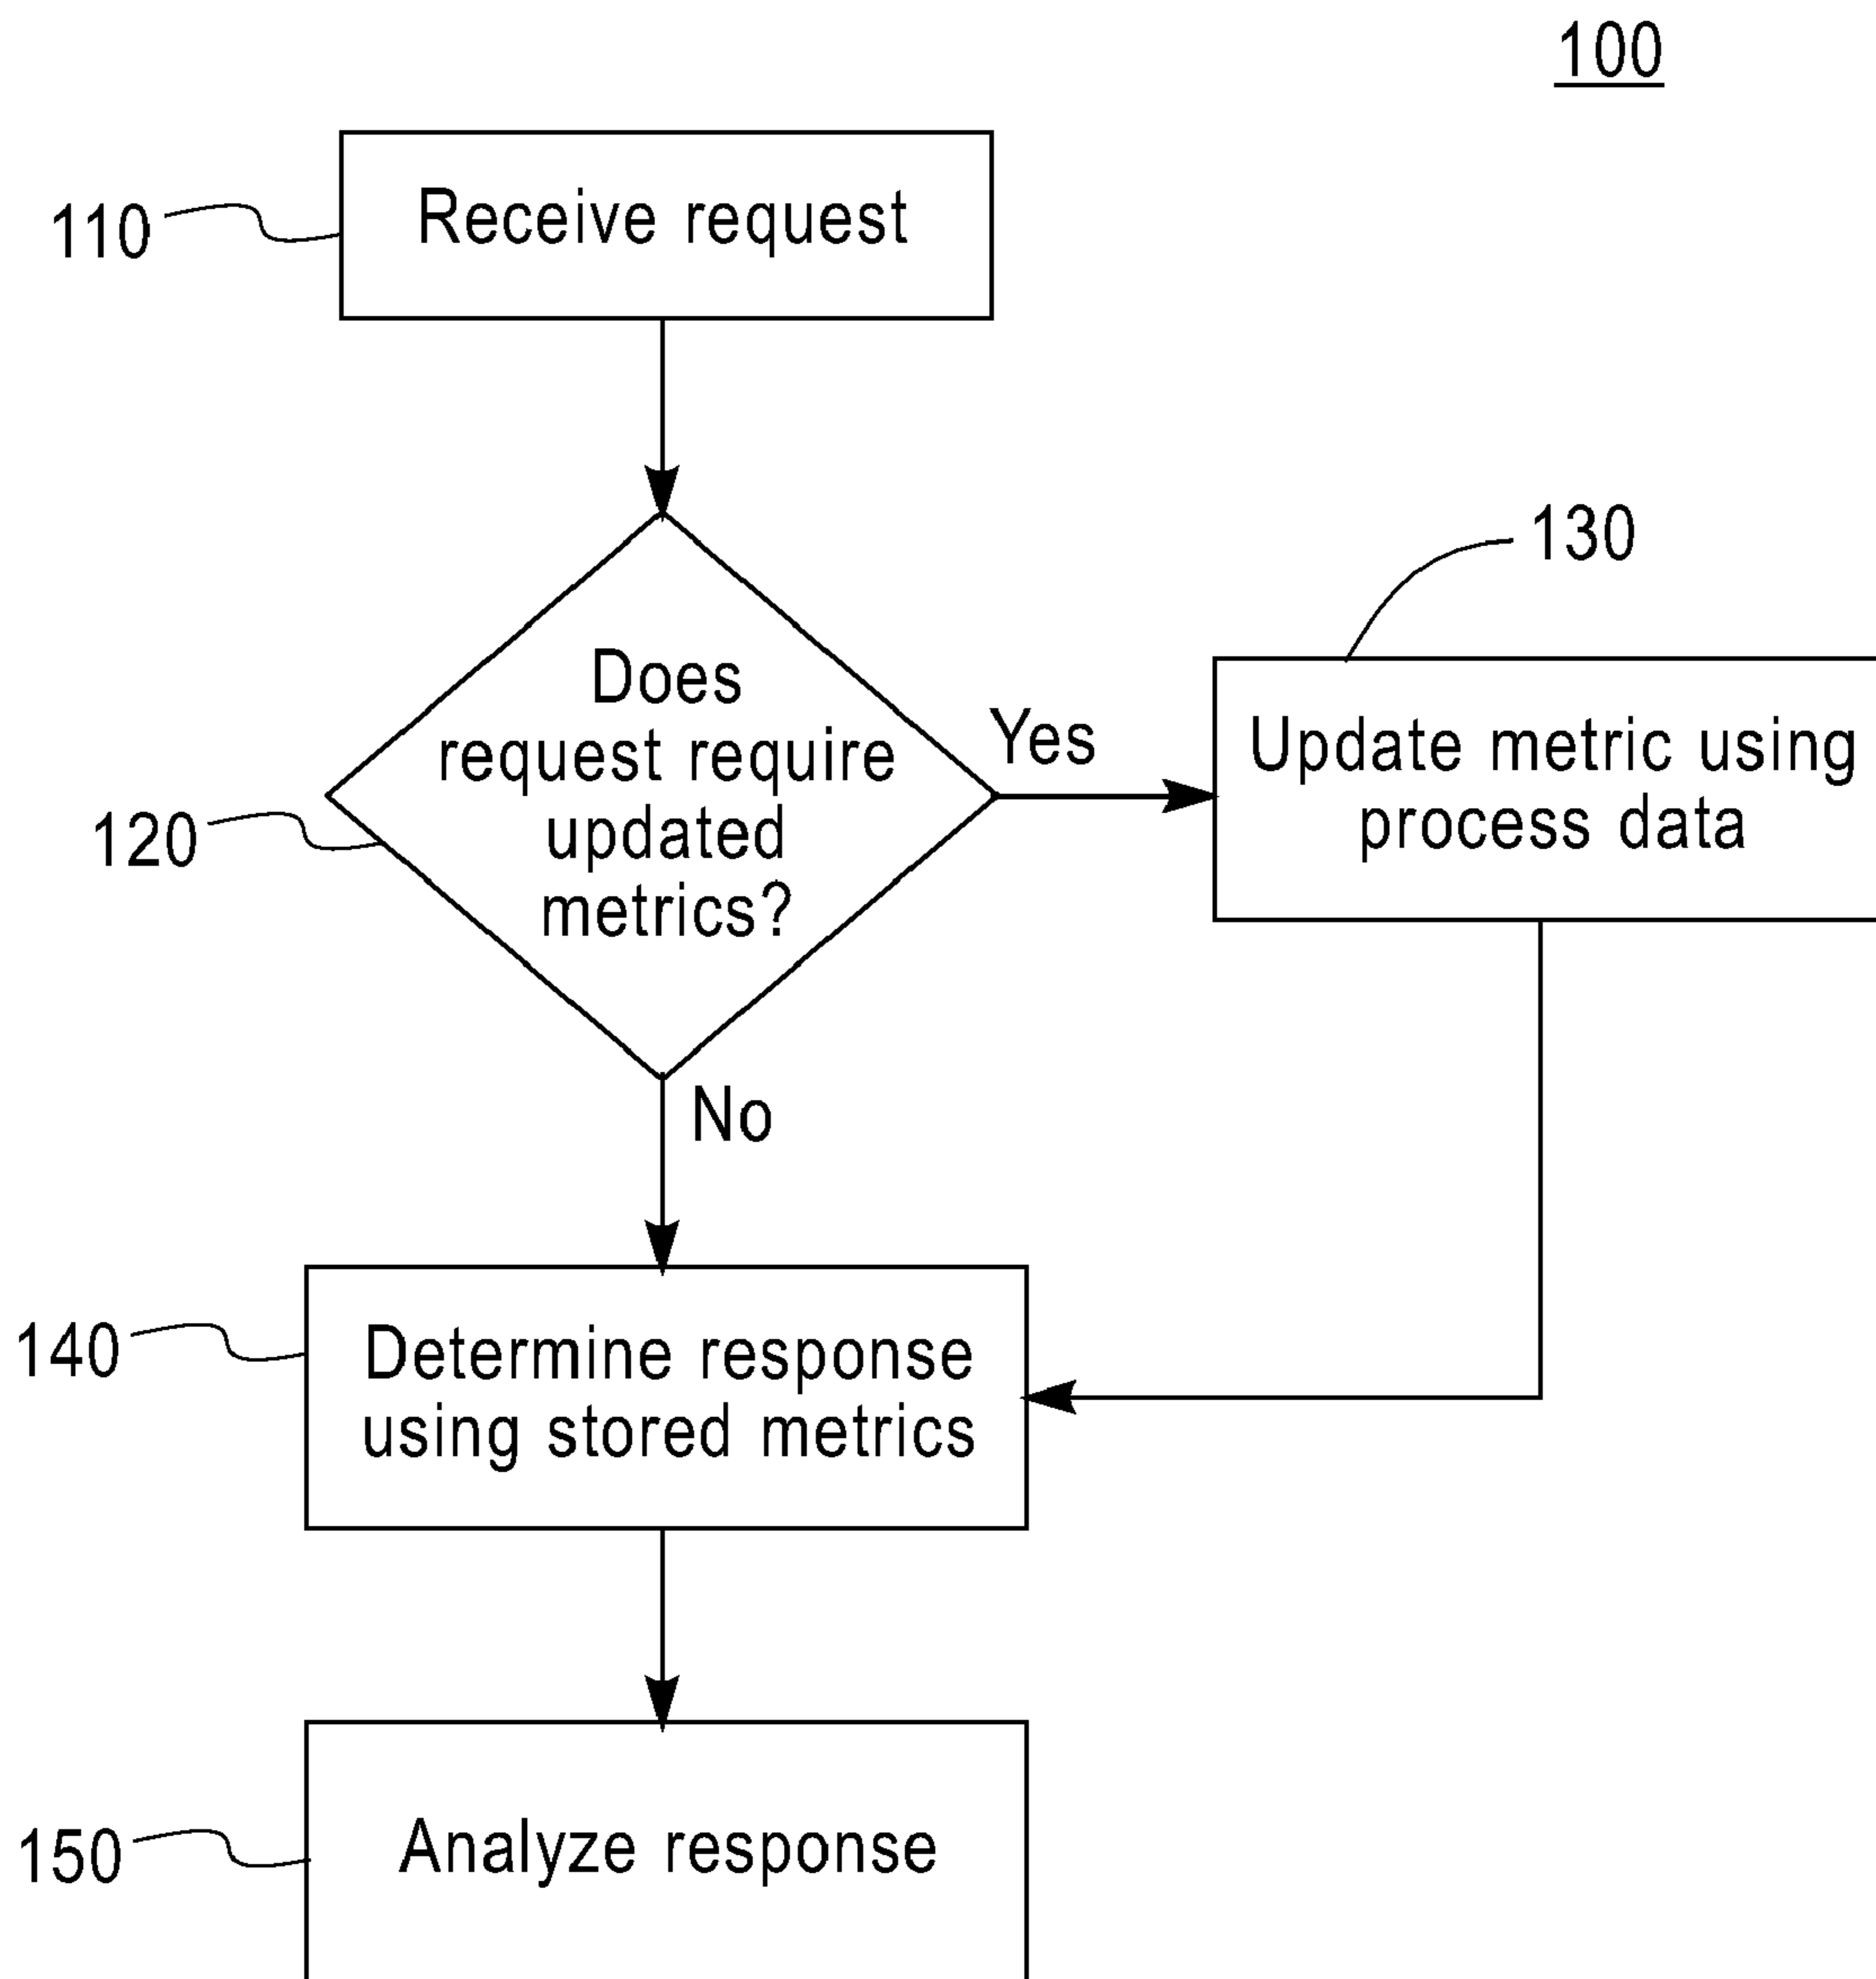 100
110
Receive request
130
Does
request require
updated
metrics?
120
Yes
Update metric using
process data
No
140
Determine response
using stored metrics
150
Analyze response